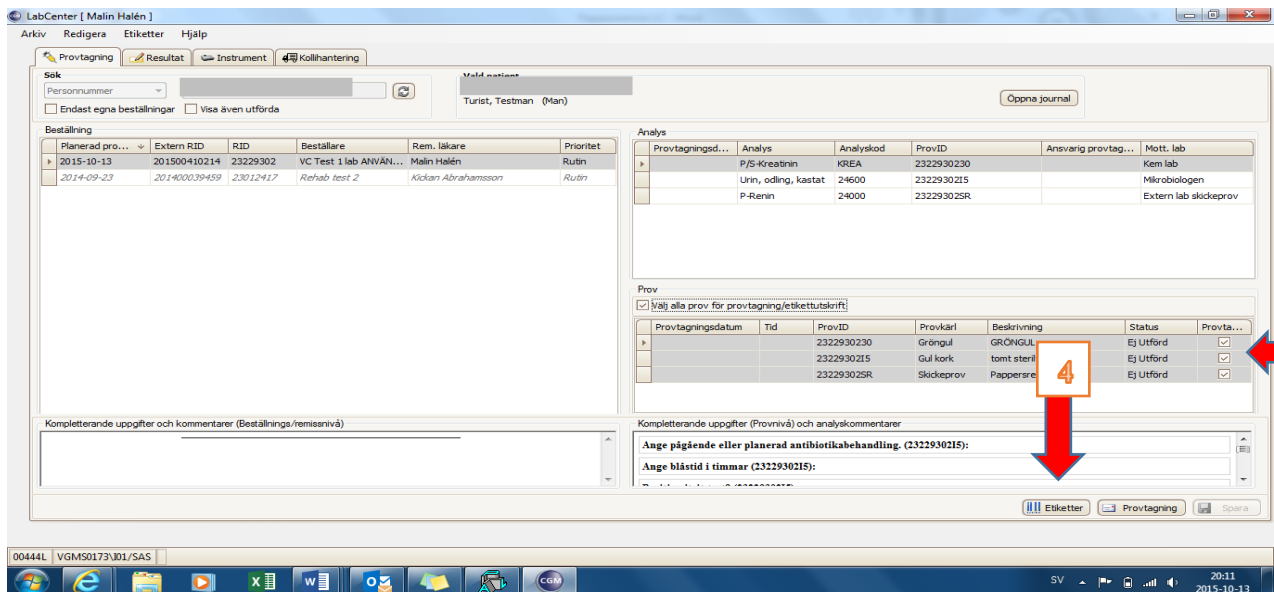 LabCenter [ Malin Halén ]
Arkiv Redigera Etiketter Hjälp
Provtagning Resultat Instrument Kollihantering
Sök
Personnummer
Endast egna beställningar Visa även utförda
Vald patient
Turist, Testman (Man)
Öppna journal
Beställning
Planerad pro... Extern RID RID Beställare Rem. läkare Prioritet
2015-10-13 201500410214 23229302 VC Test 1 lab ANVÄN... Malin Halén Rutin
2014-09-23 201400039459 23012417 Rehab test 2 Kickan Abrahamsson Rutin
Analys
Provtagningsd... Analys Analyskod ProvID Ansvarig provtag... Mott. lab
P/S-Kreatinin KREA 2322930230 Kem lab
Urin, odling, kastat 24600 23229302I5 Mikrobiologen
P-Renin 24000 23229302SR Extern lab skickeprov
Prov
Välj alla prov för provtagning/etikettutskrift
Provtagningsdatum Tid ProvID Provkärl Beskrivning Status Provta...
2322930230 Gröngul GRÖNGUL Ej Utförd
23229302I5 Gul kork tomt steril Ej Utförd
23229302SR Skickeprov Pappersre Ej Utförd
4
Kompletterande uppgifter och kommentarer (Beställnings-/remissnivå)
Kompletterande uppgifter (Provnivå) och analyskommentarer
Ange pågående eller planerad antibiotikabehandling. (23229302I5):
Ange blåstid i timmar (23229302I5):
Etiketter Provtagning Spara
00444L VGMS0173\J01/SAS
CGM
SV 20:11
2015-10-13